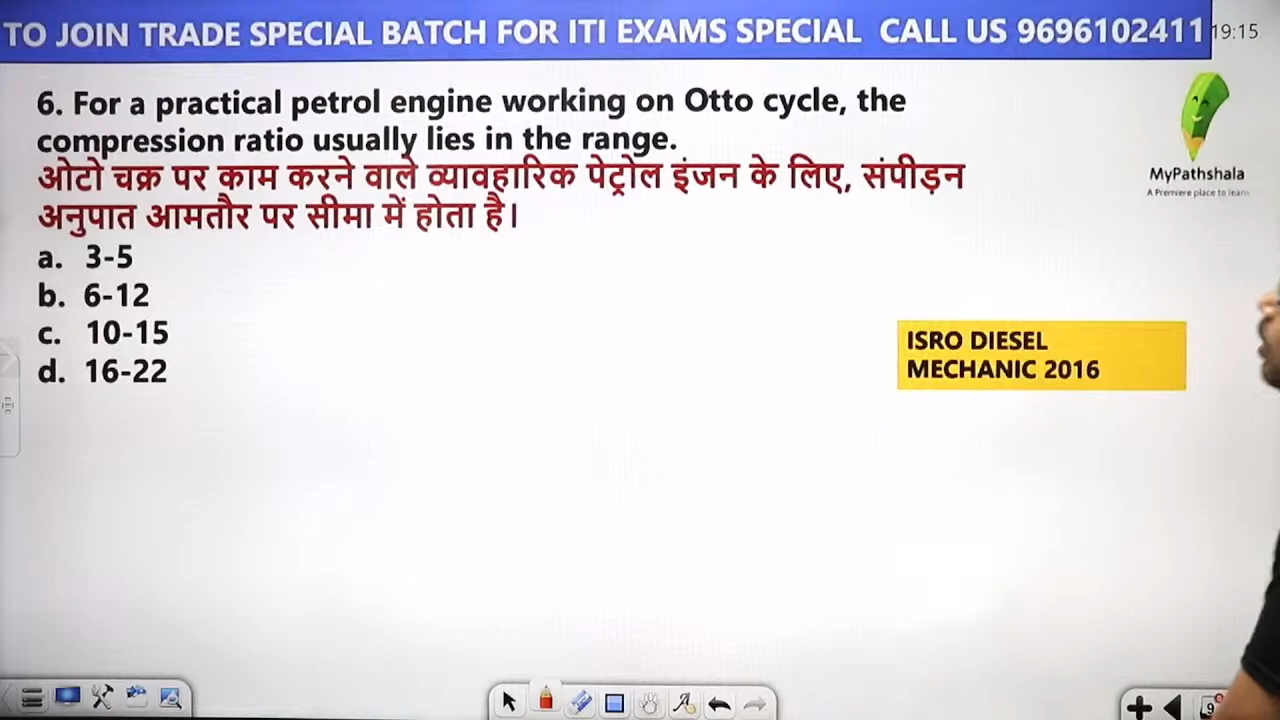 TO JOIN TRADE SPECIAL BATCH FOR ITI EXAMS SPECIAL CALL US 9696102411
19:15
6. For a practical petrol engine working on Otto cycle, the
compression ratio usually lies in the range.
ओटो चक्र पर काम करने वाले व्यावहारिक पेट्रोल इंजन के लिए, संपीड़न
अनुपात आमतौर पर सीमा में होता है।
a. 3-5
b. 6-12
c. 10-15
d. 16-22
MyPathshala
A Premiere place to learn
ISRO DIESEL
MECHANIC 2016
9